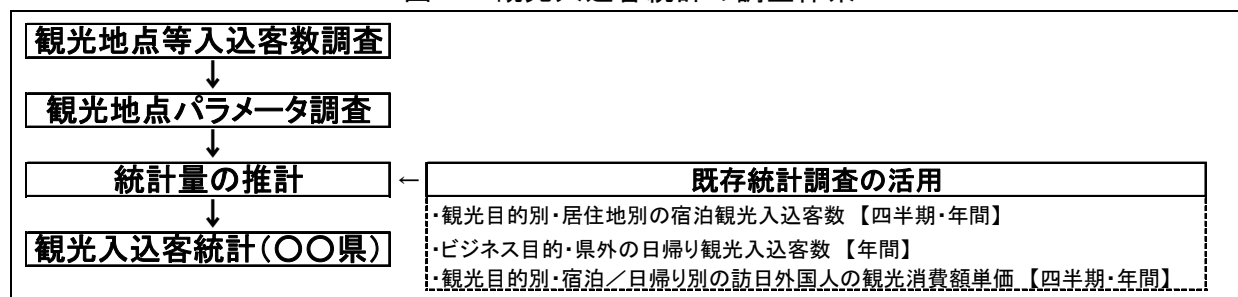 観光地点等入込客数調査
↓
観光地点パラメータ調査
↓
統計量の推計
←
既存統計調査の活用
・観光目的別・居住地別の宿泊観光入込客数 【四半期・年間】
・ビジネス目的・県外の日帰り観光入込客数 【年間】
・観光目的別・宿泊／日帰り別の訪日外国人の観光消費額単価 【四半期・年間】
↓
観光入込客統計(〇〇県)